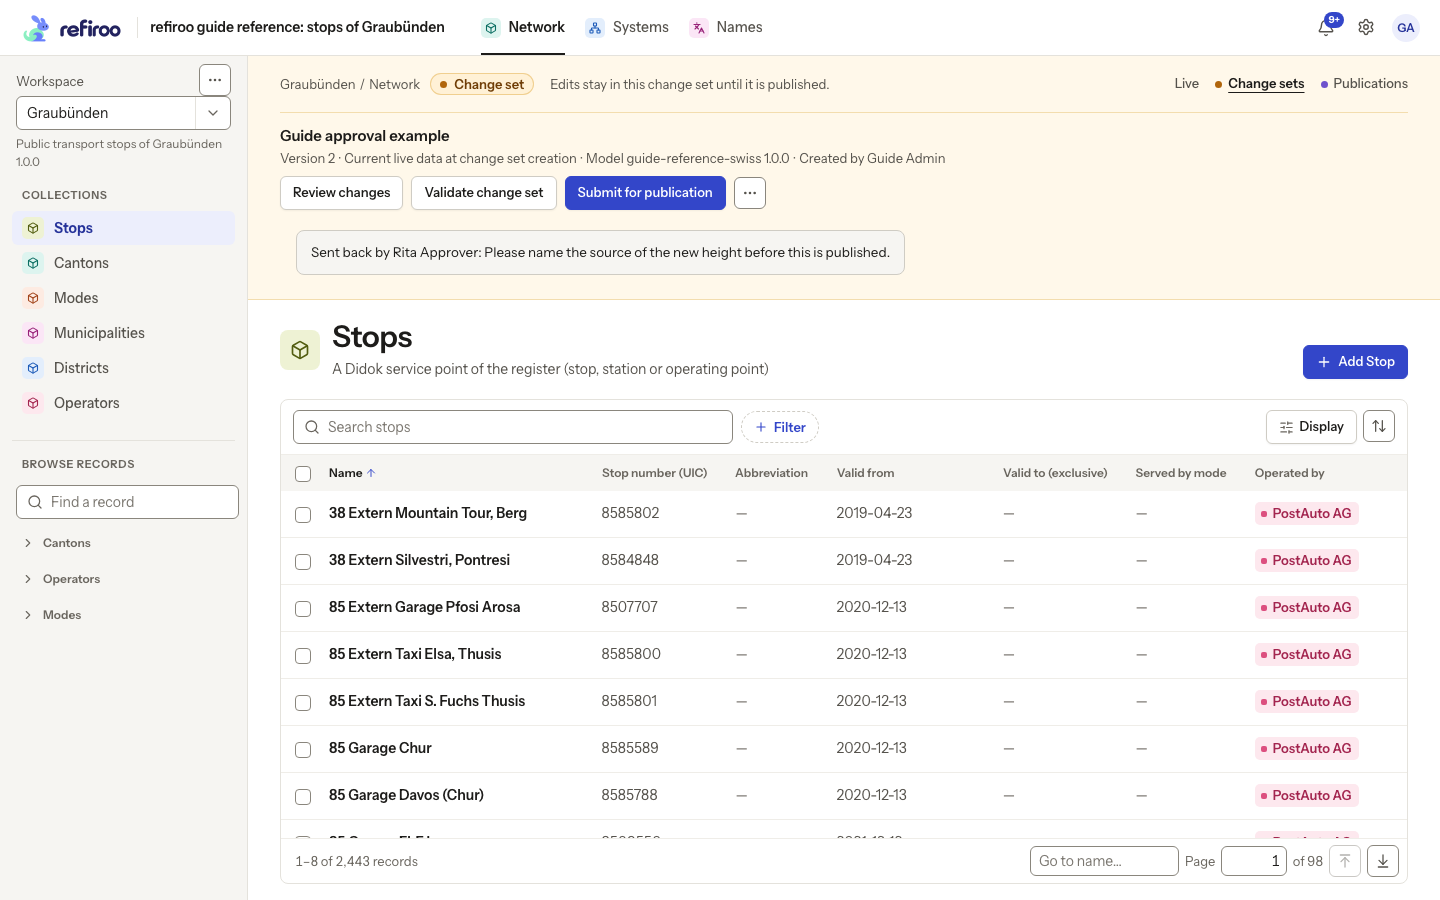 refiroo
refiroo guide reference: stops of Graubünden
Network
Systems
Names
9+
GA
Workspace
Graubünden
Public transport stops of Graubünden
1.0.0
COLLECTIONS
Stops
Cantons
Modes
Municipalities
Districts
Operators
BROWSE RECORDS
Find a record
Cantons
Operators
Modes
Graubünden / Network
Change set
Edits stay in this change set until it is published.
Live
Change sets
Publications
Guide approval example
Version 2 · Current live data at change set creation · Model guide-reference-swiss 1.0.0 · Created by Guide Admin
Review changes
Validate change set
Submit for publication
Sent back by Rita Approver: Please name the source of the new height before this is published.
Stops
A Didok service point of the register (stop, station or operating point)
Add Stop
Search stops
Filter
Display
Name Stop number (UIC) Abbreviation Valid from Valid to (exclusive) Served by mode Operated by
38 Extern Mountain Tour, Berg 8585802 — 2019-04-23 — — PostAuto AG
38 Extern Silvestri, Pontresi 8584848 — 2019-04-23 — — PostAuto AG
85 Extern Garage Pfosi Arosa 8507707 — 2020-12-13 — — PostAuto AG
85 Extern Taxi Elsa, Thusis 8585800 — 2020-12-13 — — PostAuto AG
85 Extern Taxi S. Fuchs Thusis 8585801 — 2020-12-13 — — PostAuto AG
85 Garage Chur 8585589 — 2020-12-13 — — PostAuto AG
85 Garage Davos (Chur) 8585788 — 2020-12-13 — — PostAuto AG
1–8 of 2,443 records
Go to name...
Page 1 of 98